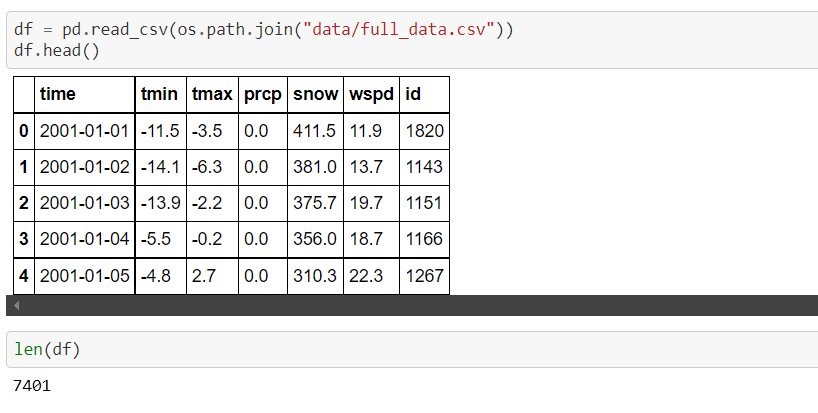 df = pd.read_csv(os.path.join("data/full_data.csv"))
df.head()
time tmin tmax prcp snow wspd id
0 2001-01-01 -11.5 -3.5 0.0 411.5 11.9 1820
1 2001-01-02 -14.1 -6.3 0.0 381.0 13.7 1143
2 2001-01-03 -13.9 -2.2 0.0 375.7 19.7 1151
3 2001-01-04 -5.5 -0.2 0.0 356.0 18.7 1166
4 2001-01-05 -4.8 2.7 0.0 310.3 22.3 1267
len(df)
7401